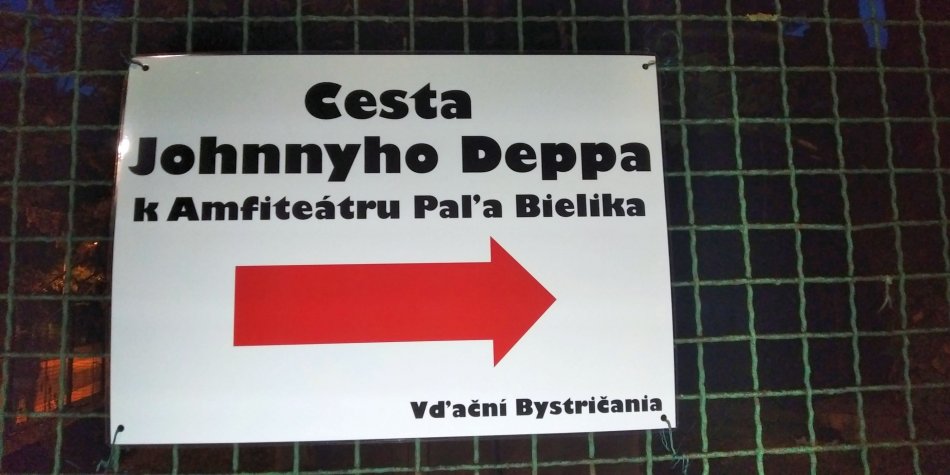 Cesta
Johnnyho Deppa
k Amfiteátru Paľa Bielika
Vďační Bystričania